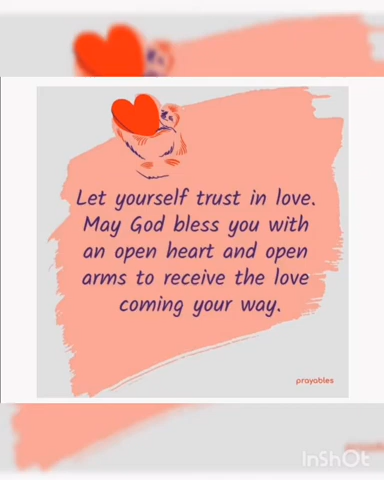 Let yourself trust in love.
May God bless you with
an open heart and open
arms to receive the love
coming your way.
prayables
InShOt